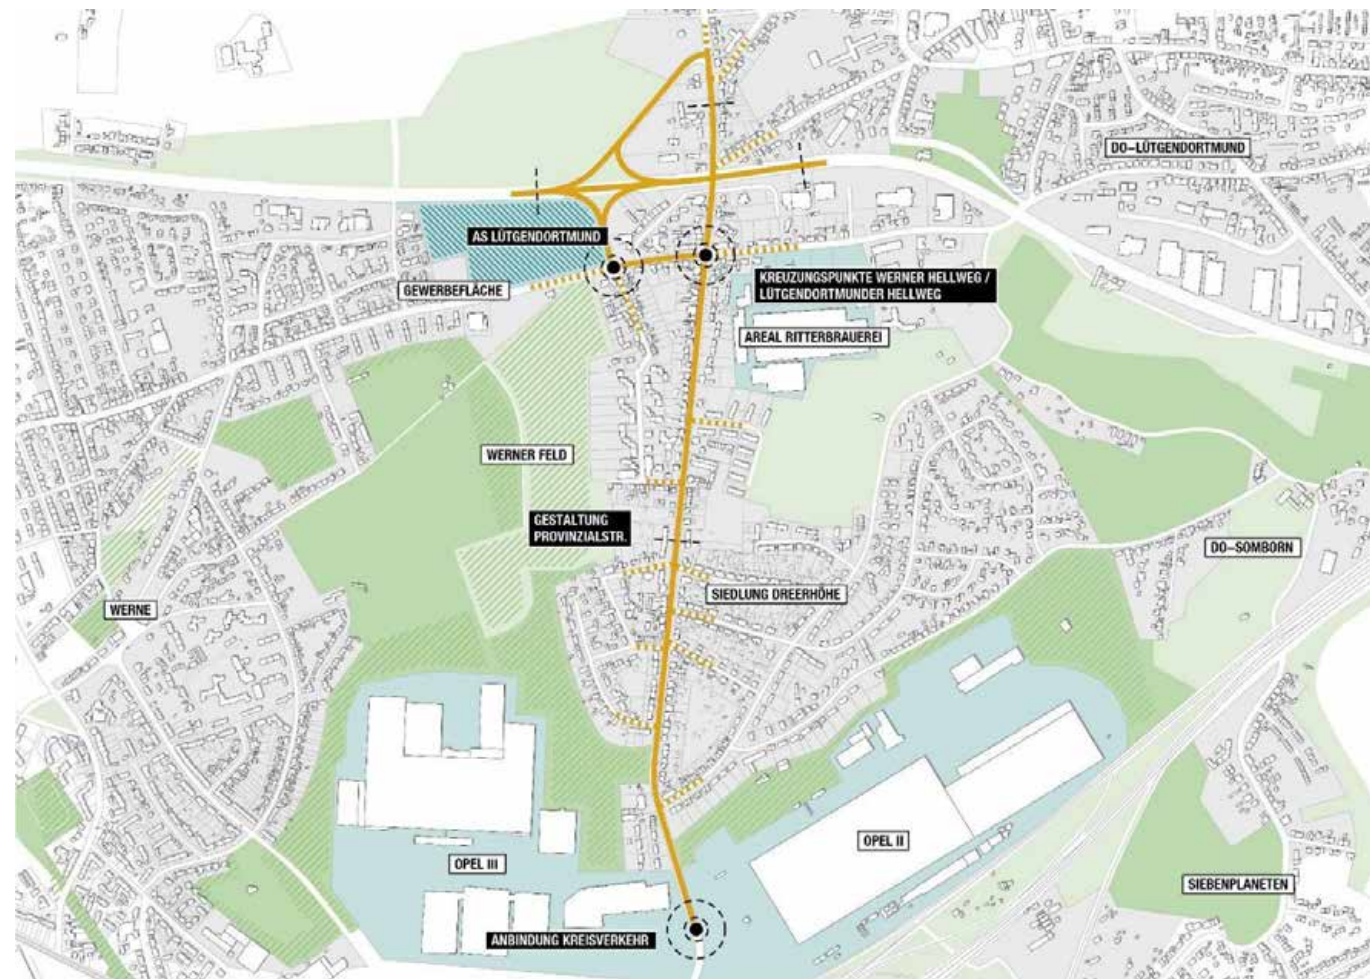 DO–LÜTGENDORTMUND
AS LÜTGENDORTMUND
KREUZUNGSPUNKTE WERNER HELLWEG /
LÜTGENDORTMUNDER HELLWEG
GEWERBEFLÄCHE
AREAL RITTERBRAUEREI
WERNER FELD
GESTALTUNG
PROVINZIALSTR.
DO–SOMBORN
SIEDLUNG DREERHÖHE
WERNE
OPEL II
OPEL III
SIEBENPLANETEN
ANBINDUNG KREISVERKEHR